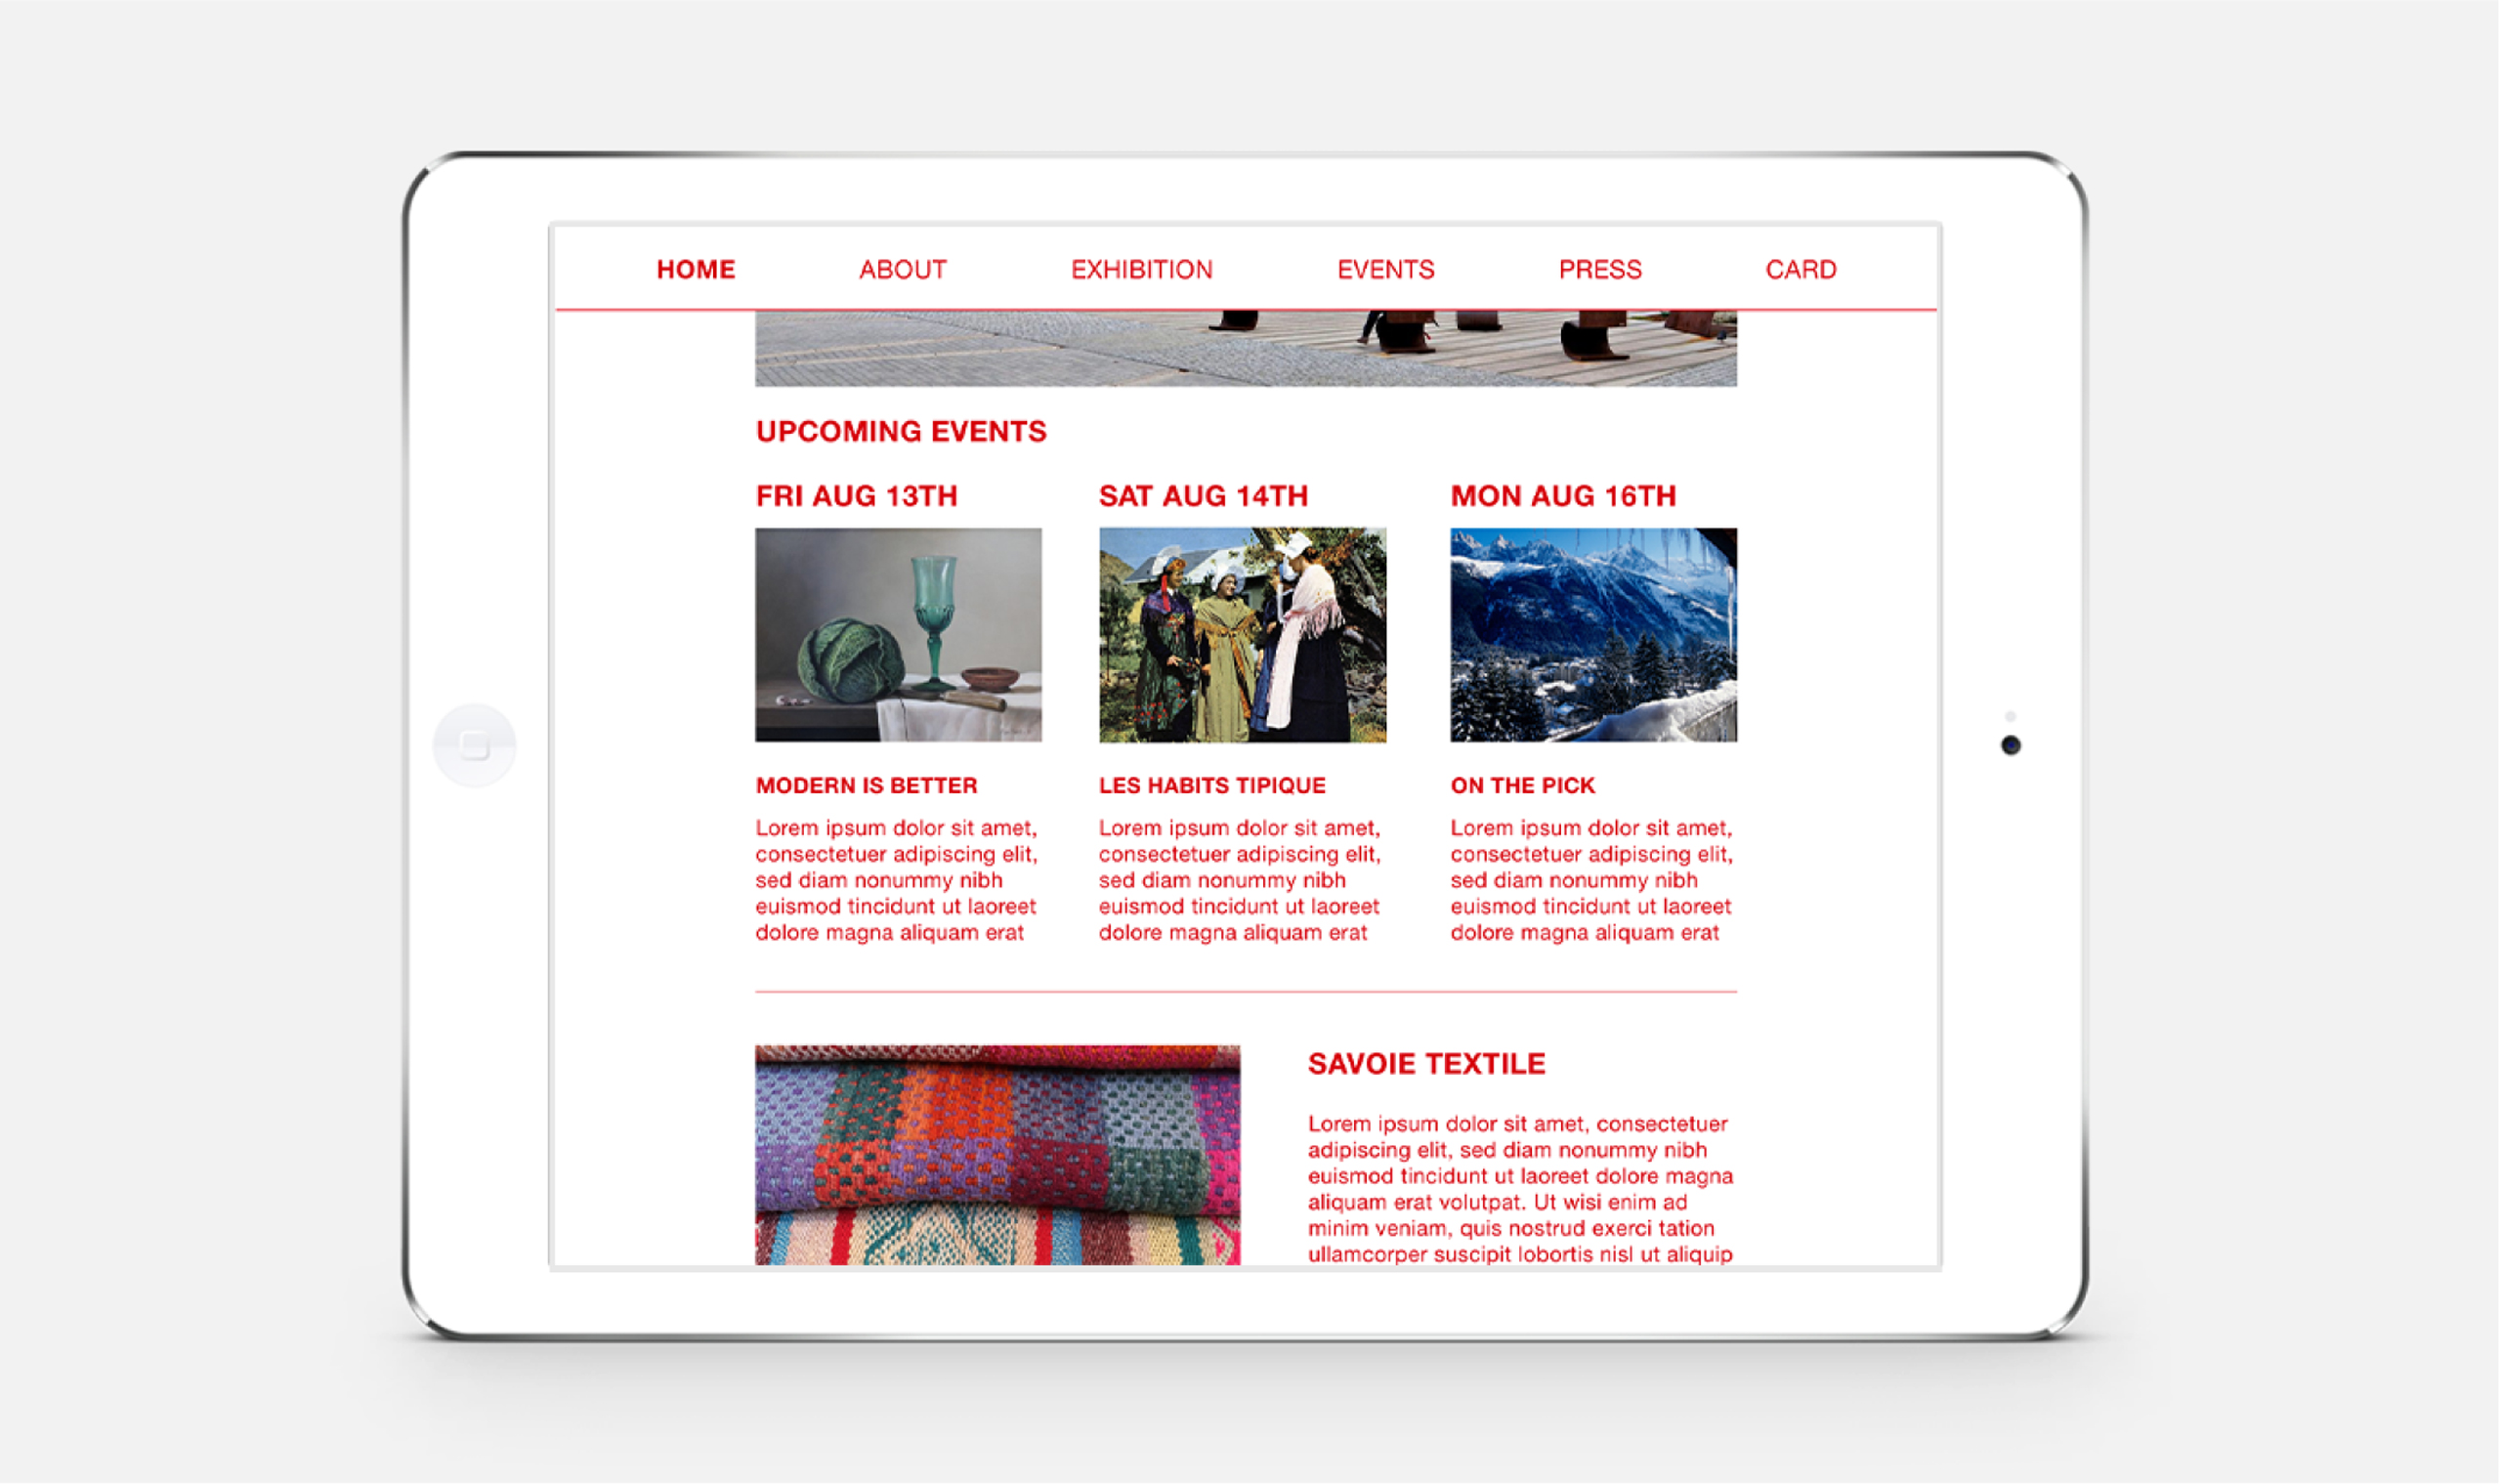 HOME ABOUT EXHIBITION EVENTS PRESS CARD
UPCOMING EVENTS
FRI AUG 13TH
MODERN IS BETTER
Lorem ipsum dolor sit amet,
consectetuer adipiscing elit,
sed diam nonummy nibh
euismod tincidunt ut laoreet
dolore magna aliquam erat
SAT AUG 14TH
LES HABITS TIPIQUE
Lorem ipsum dolor sit amet,
consectetuer adipiscing elit,
sed diam nonummy nibh
euismod tincidunt ut laoreet
dolore magna aliquam erat
MON AUG 16TH
ON THE PICK
Lorem ipsum dolor sit amet,
consectetuer adipiscing elit,
sed diam nonummy nibh
euismod tincidunt ut laoreet
dolore magna aliquam erat
SAVOIE TEXTILE
Lorem ipsum dolor sit amet, consectetuer
adipiscing elit, sed diam nonummy nibh
euismod tincidunt ut laoreet dolore magna
aliquam erat volutpat. Ut wisi enim ad
minim veniam, quis nostrud exerci tation
ullamcorper suscipit lobortis nisl ut aliquip